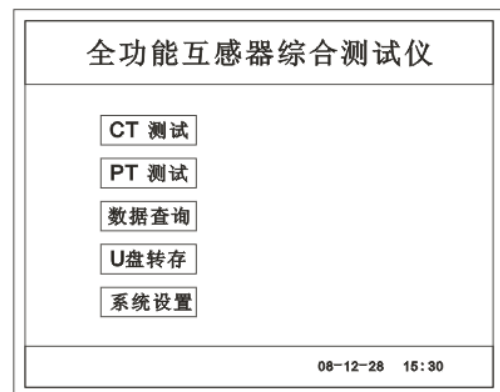 全功能互感器综合测试仪
CT 测试
PT 测试
数据查询
U盘转存
系统设置
08-12-28 15:30